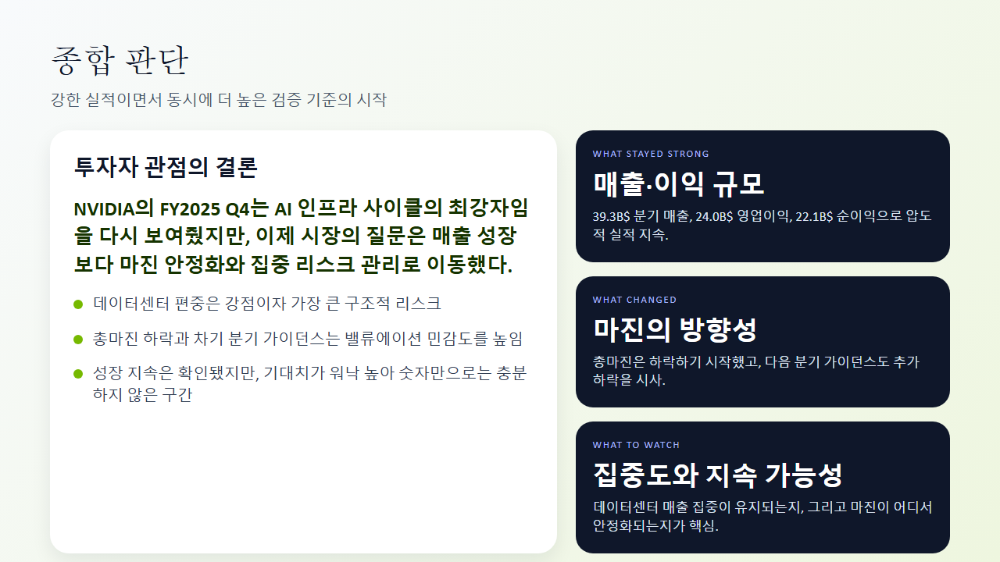 종합 판단
강한 실적이면서 동시에 더 높은 검증 기준의 시작
투자자 관점의 결론
NVIDIA의 FY2025 Q4는 AI 인프라 사이클의 최강자임
을 다시 보여줬지만, 이제 시장의 질문은 매출 성장
보다 마진 안정화와 집중 리스크 관리로 이동했다.
데이터센터 편중은 강점이자 가장 큰 구조적 리스크
총마진 하락과 차기 분기 가이던스는 밸류에이션 민감도를 높임
성장 지속은 확인됐지만, 기대치가 워낙 높아 숫자만으로는 충분
하지 않은 구간
WHAT STAYED STRONG
매출·이익 규모
39.3B$ 분기 매출, 24.0B$ 영업이익, 22.1B$ 순이익으로 압도
적 실적 지속.
WHAT CHANGED
마진의 방향성
총마진은 하락하기 시작했고, 다음 분기 가이던스도 추가
하락을 시사.
WHAT TO WATCH
집중도와 지속 가능성
데이터센터 매출 집중이 유지되는지, 그리고 마진이 어디서
안정화되는지가 핵심.